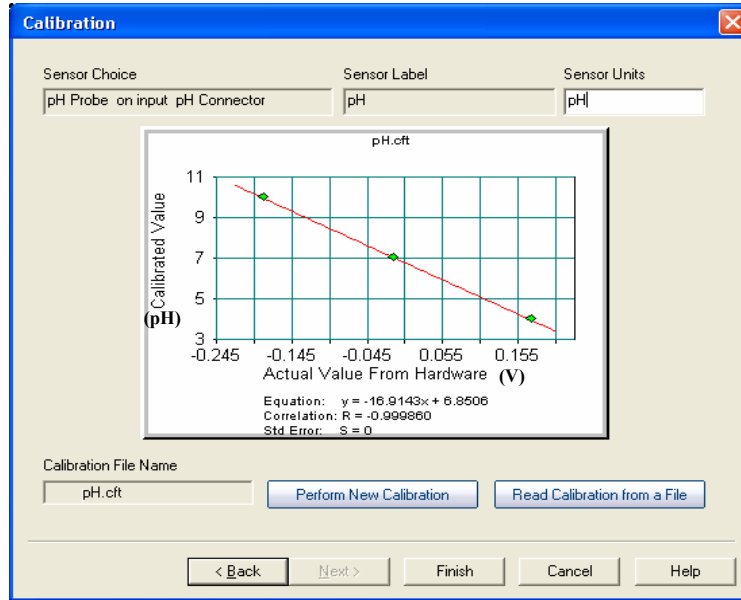 Calibration
Sensor Choice Sensor Label Sensor Units
pH Probe on input pH Connector pH pH
pH.cft
11
9
7
5
3
Calibrated Value
(pH)
-0.245 -0.145 -0.045 0.055 0.155
Actual Value From Hardware (V)
Equation: y = -16.9143x + 6.8506
Correlation: R = -0.999860
Std Error: S = 0
Calibration File Name
pH.cft Perform New Calibration Read Calibration from a File
< Back Next > Finish Cancel Help